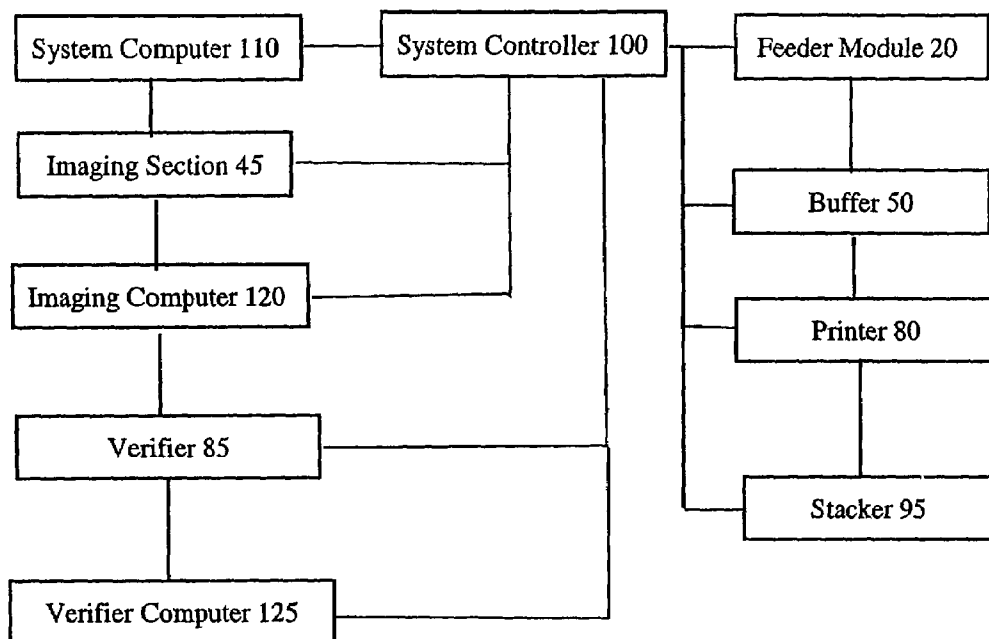 System Computer 110
System Controller 100
Feeder Module 20
Imaging Section 45
Buffer 50
Imaging Computer 120
Printer 80
Verifier 85
Stacker 95
Verifier Computer 125